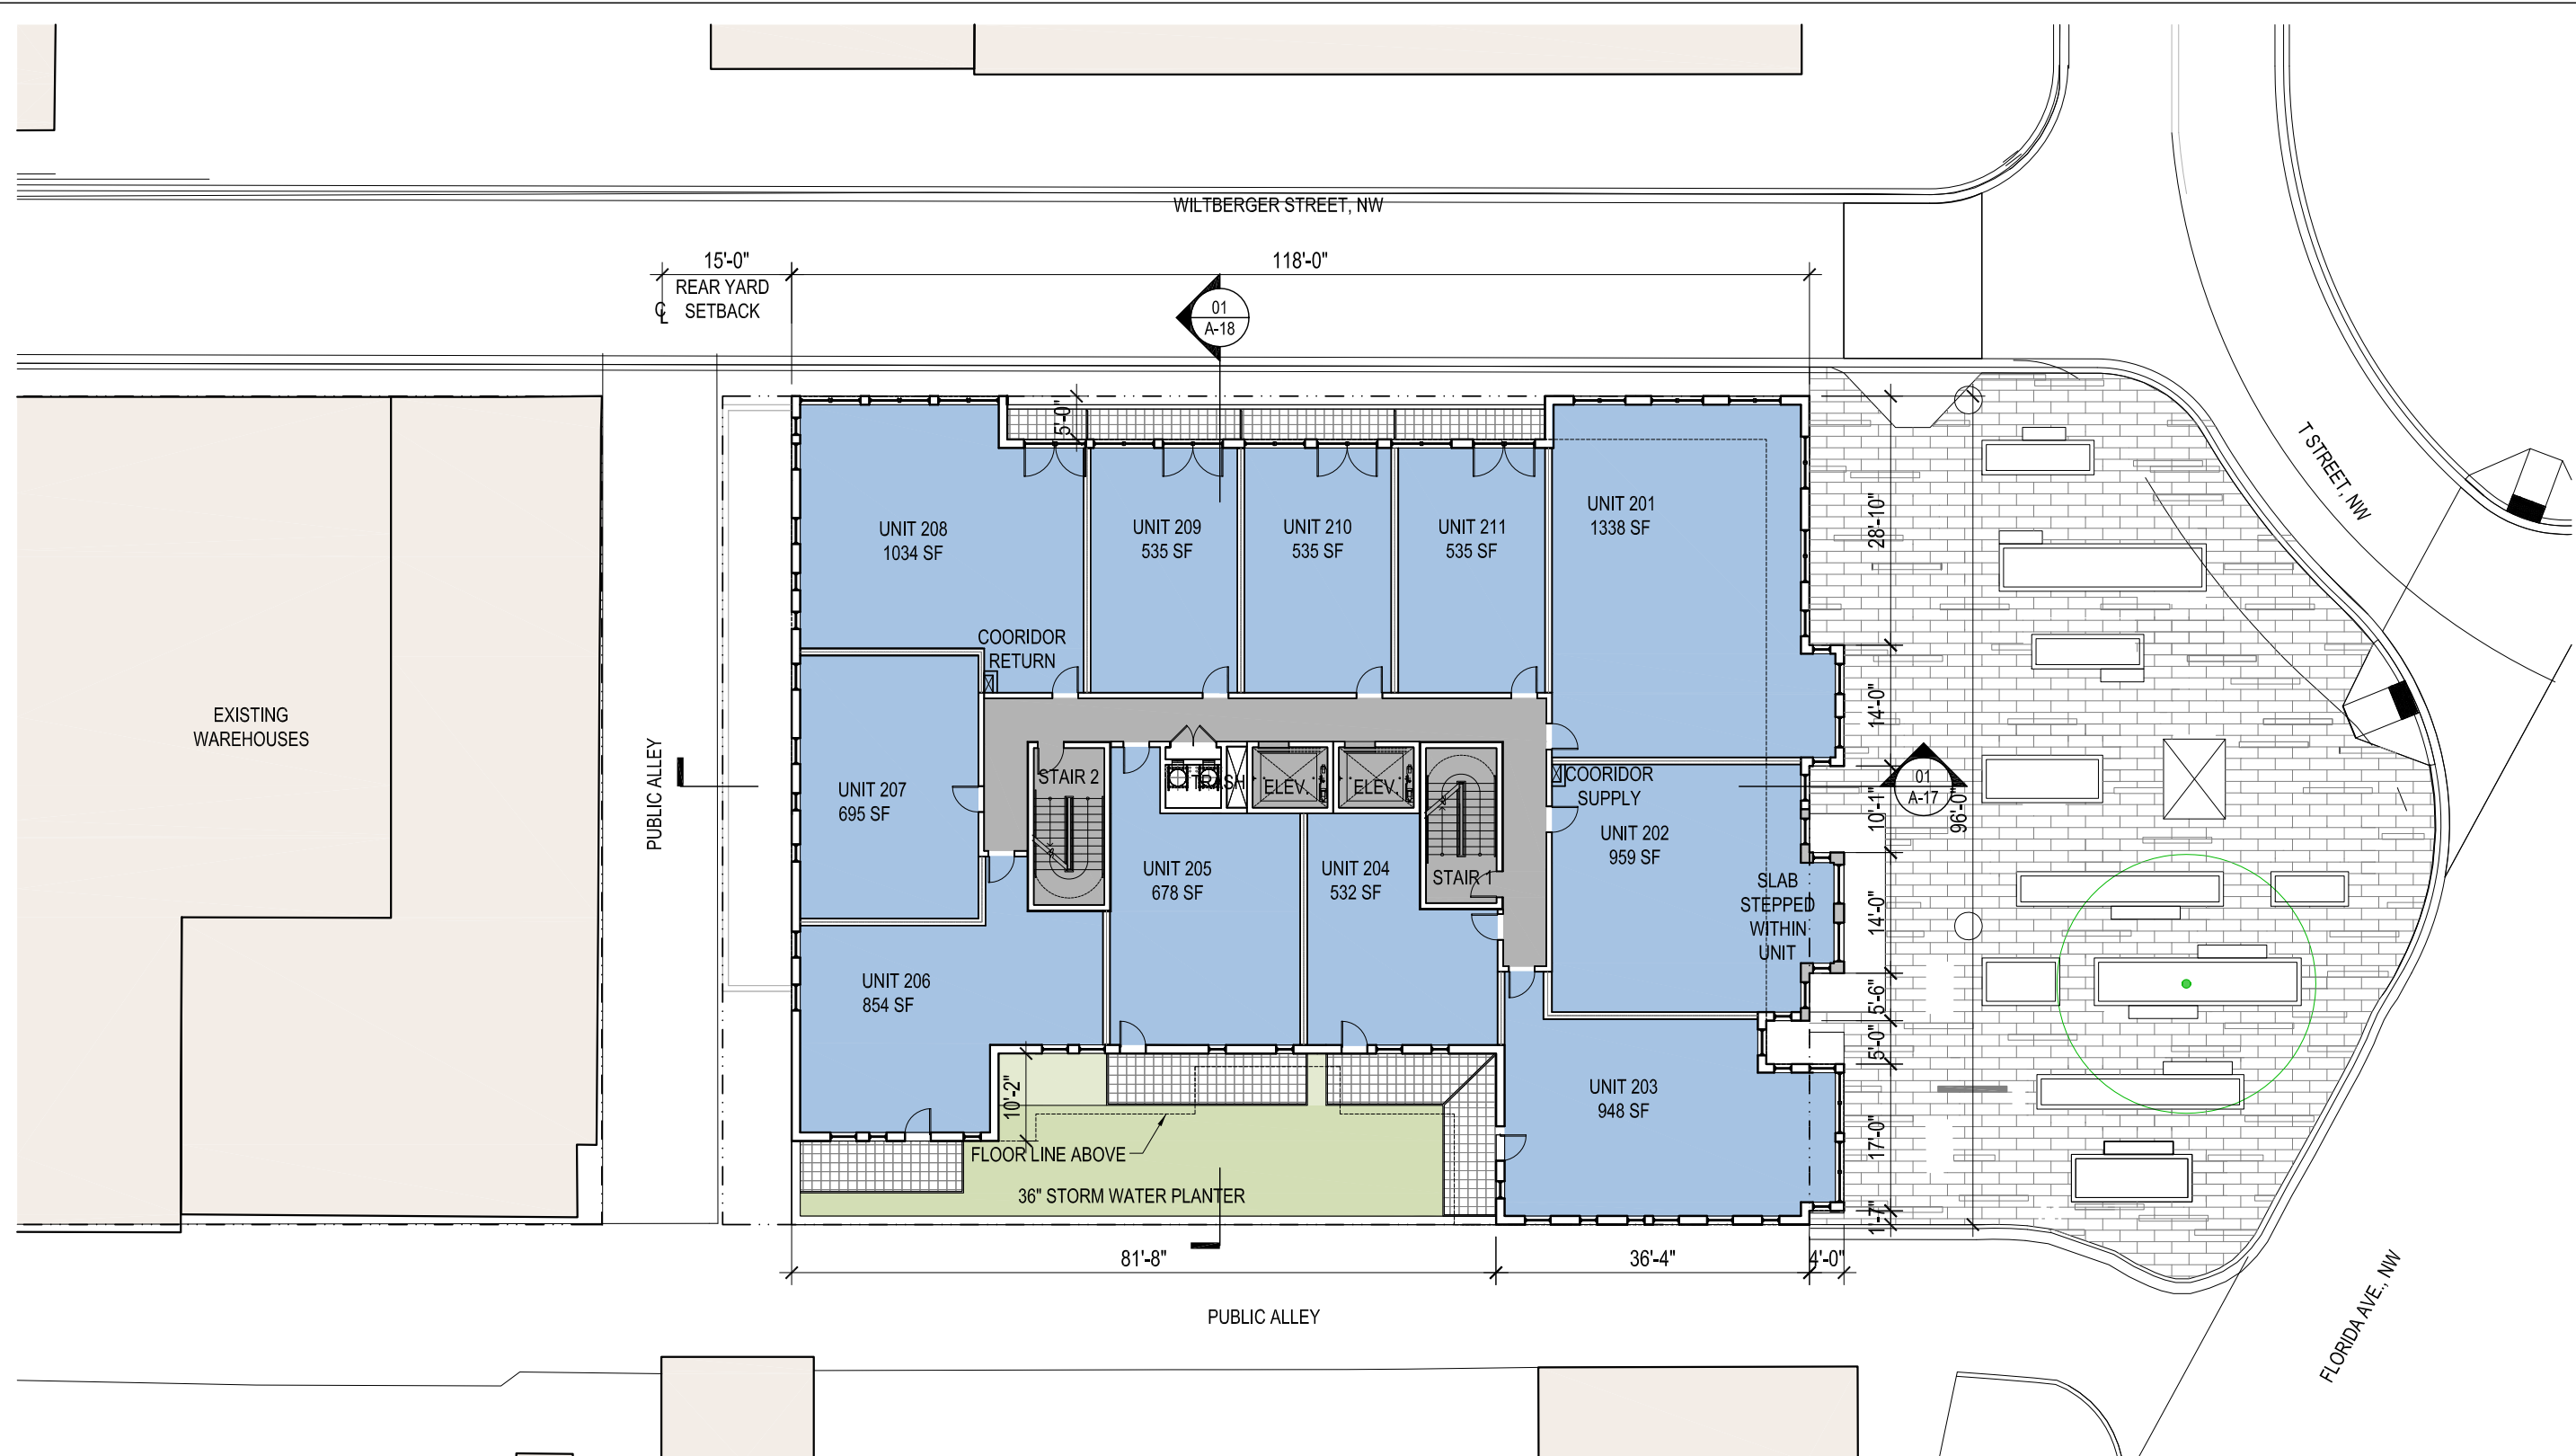 WILTBERGER STREET, NW
15'-0"
118'-0"
REAR YARD
SETBACK
01
A-18
5'-0"
T STREET, NW
UNIT 208
1034 SF
UNIT 209
535 SF
UNIT 210
535 SF
UNIT 211
535 SF
UNIT 201
1338 SF
28'-10"
COORIDOR
RETURN
14'-0"
EXISTING
WAREHOUSES
PUBLIC ALLEY
UNIT 207
695 SF
STAIR 2
TRASH
ELEV.
ELEV.
COORIDOR
SUPPLY
01
A-17
10'-1"
96'-0"
UNIT 202
959 SF
UNIT 205
678 SF
UNIT 204
532 SF
STAIR 1
SLAB
STEPPED
WITHIN
UNIT
14'-0"
UNIT 206
854 SF
5'-6"
5'-0"
10'-2"
UNIT 203
948 SF
17'-0"
FLOOR LINE ABOVE
36" STORM WATER PLANTER
1'-7"
81'-8"
36'-4"
4'-0"
PUBLIC ALLEY
FLORIDA AVE., NW